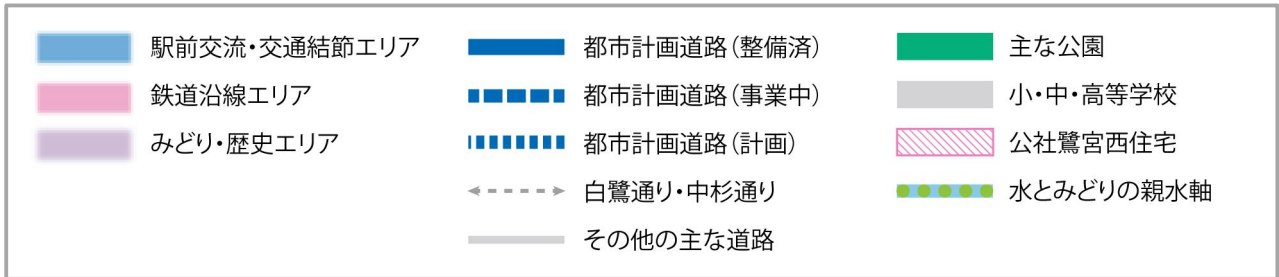 駅前交流・交通結節エリア
鉄道沿線エリア
みどり・歴史エリア
都市計画道路（整備済）
都市計画道路（事業中）
都市計画道路（計画）
白鷺通り・中杉通り
その他の主な道路
主な公園
小・中・高等学校
公社鷺宮西住宅
水とみどりの親水軸